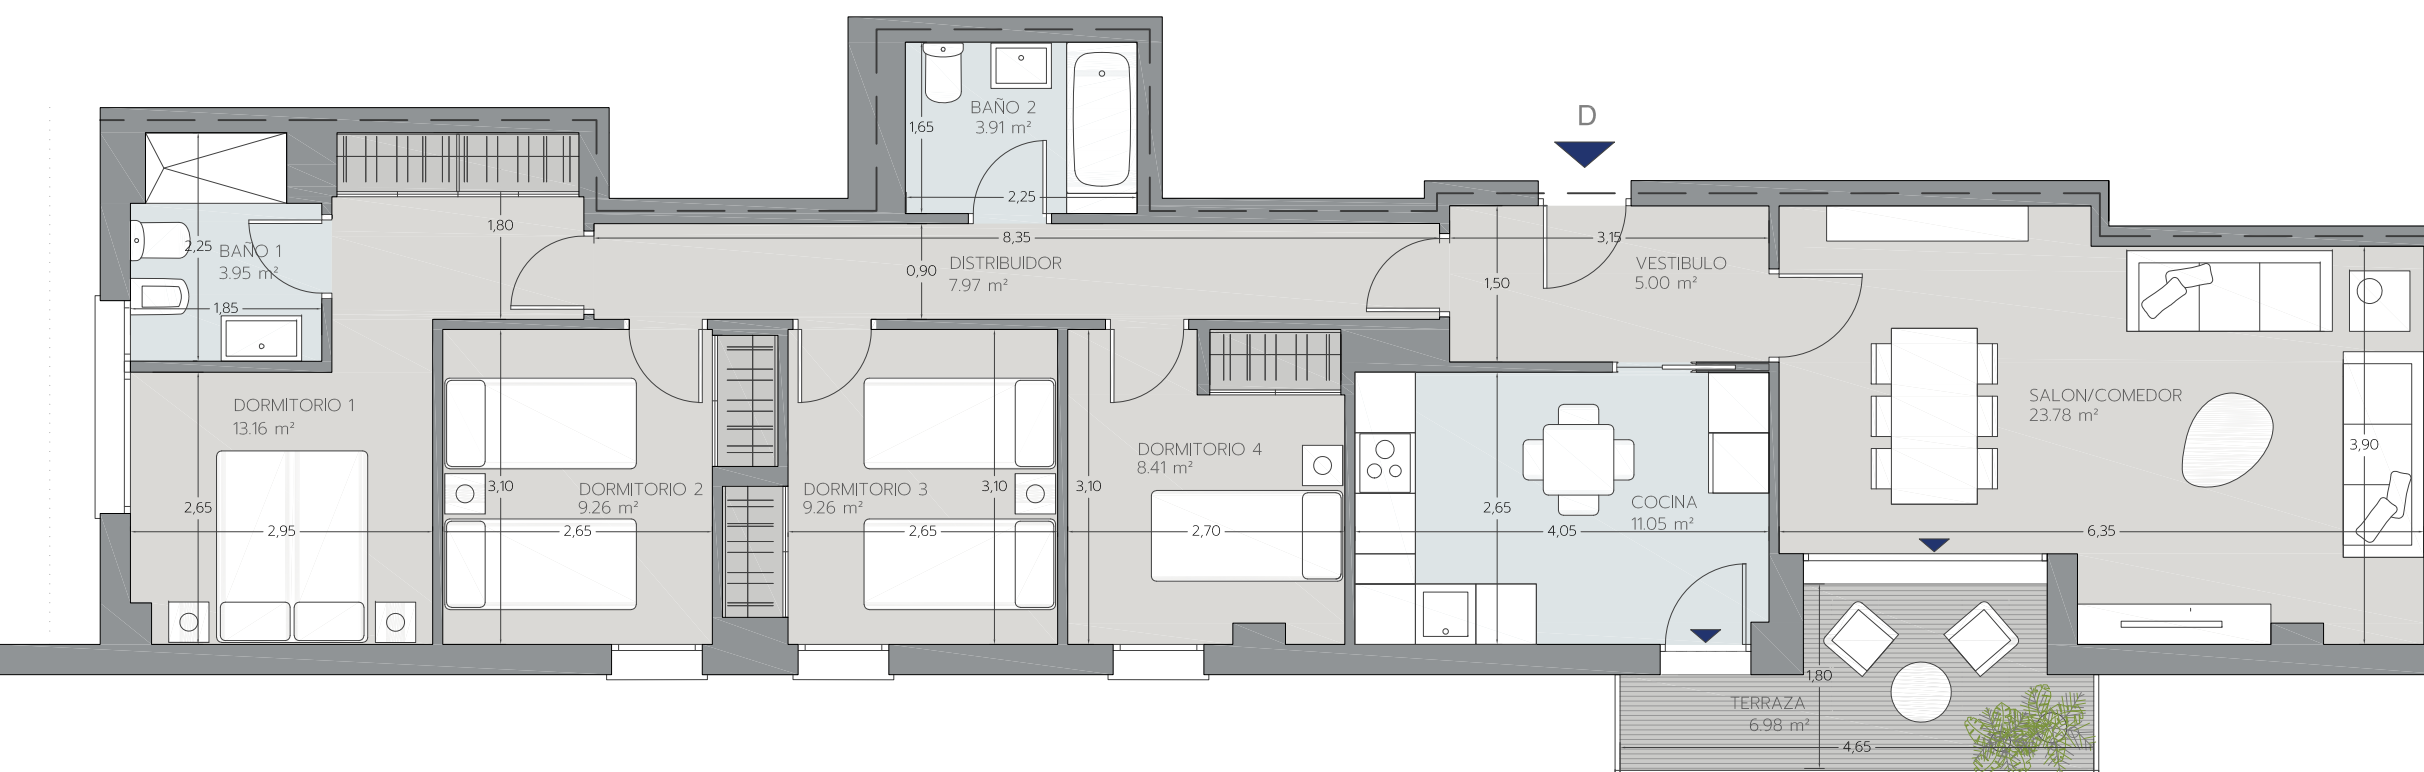 D
BAÑO 2
3.91 m²
1,65
2,25
1,80
8,35
3,15
2,25
BAÑO 1
3.95 m²
1,85
0,90
DISTRIBUIDOR
7.97 m²
1,50
VESTIBULO
5.00 m²
DORMITORIO 1
13.16 m²
2,65
2,95
3,10
DORMITORIO 2
9.26 m²
2,65
DORMITORIO 3
9.26 m²
3,10
2,65
3,10
DORMITORIO 4
8.41 m²
2,70
2,65
COCINA
11.05 m²
4,05
SALON/COMEDOR
23.78 m²
3,90
6,35
1,80
TERRAZA
6.98 m²
4,65